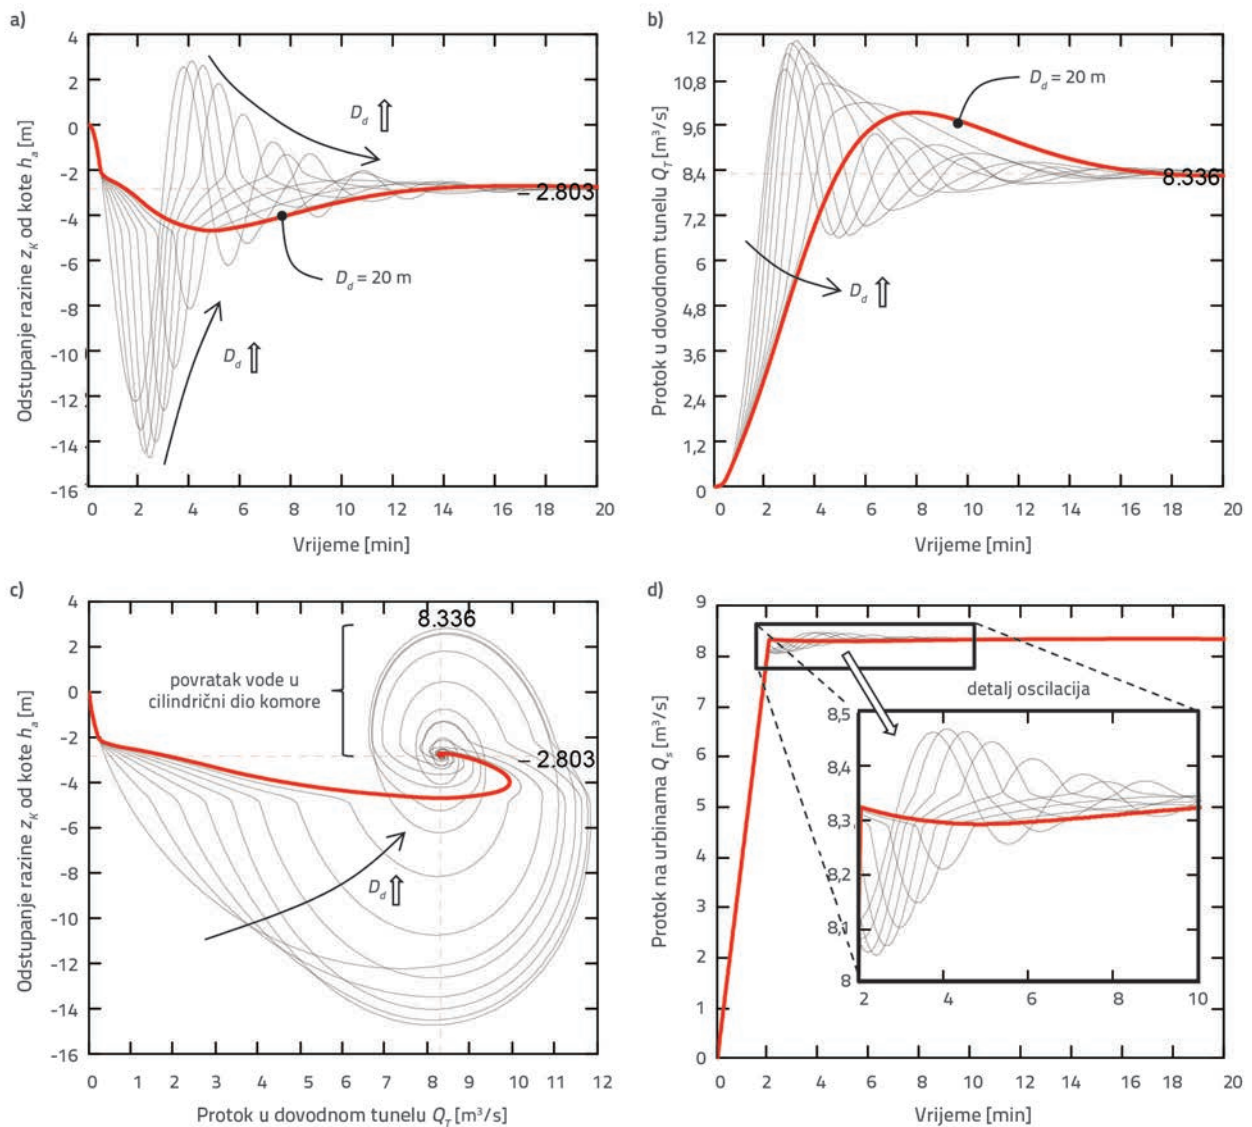 a)
Odstupanje razine z_K od kote h_a [m]
4
2
0
-2
-4
-6
-8
-10
-12
-14
-16
0 2 4 6 8 10 12 14 16 18 20
Vrijeme [min]
D_d ⇧
D_d ⇧
D_d = 20 m
– 2.803
b)
Protok u dovodnom tunelu Q_T [m³/s]
12
10,8
9,6
8,4
7,2
6
4,8
3,6
2,4
1,2
0
0 2 4 6 8 10 12 14 16 18 20
Vrijeme [min]
D_d = 20 m
8.336
D_d ⇧
c)
Odstupanje razine z_K od kote h_a [m]
4
2
0
-2
-4
-6
-8
-10
-12
-14
-16
0 1 2 3 4 5 6 7 8 9 10 11 12
Protok u dovodnom tunelu Q_T [m³/s]
8.336
povratak vode u
cilindrični dio komore
– 2.803
D_d ⇧
d)
Protok na urbinama Q_s [m³/s]
9
8
7
6
5
4
3
2
1
0
0 2 4 6 8 10 12 14 16 18 20
Vrijeme [min]
detalj oscilacija
8,5
8,4
8,3
8,2
8,1
8
2 4 6 8 10